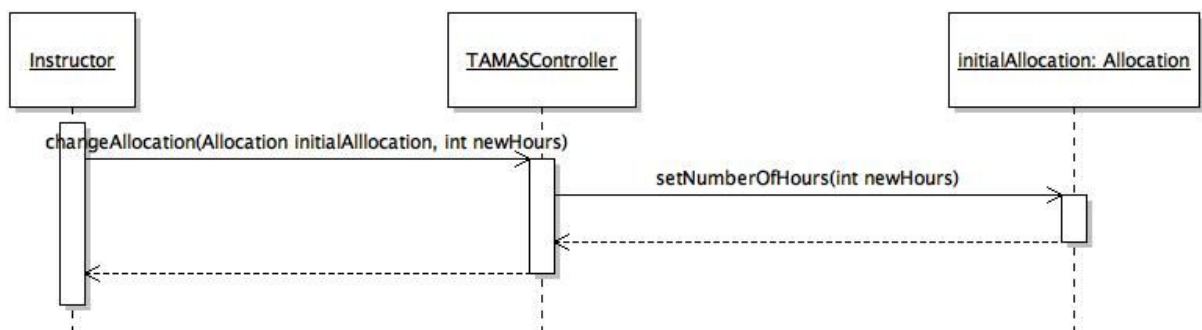 Instructor
TAMASController
initialAllocation: Allocation
changeAllocation(Allocation initialAlllocation, int newHours)
setNumberOfHours(int newHours)